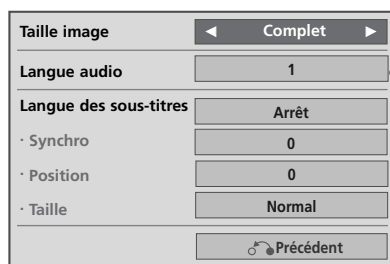 Taille image ◄ Complet ►
Langue audio 1
Langue des sous-titres Arrêt
· Synchro 0
· Position 0
· Taille Normal
Précédent